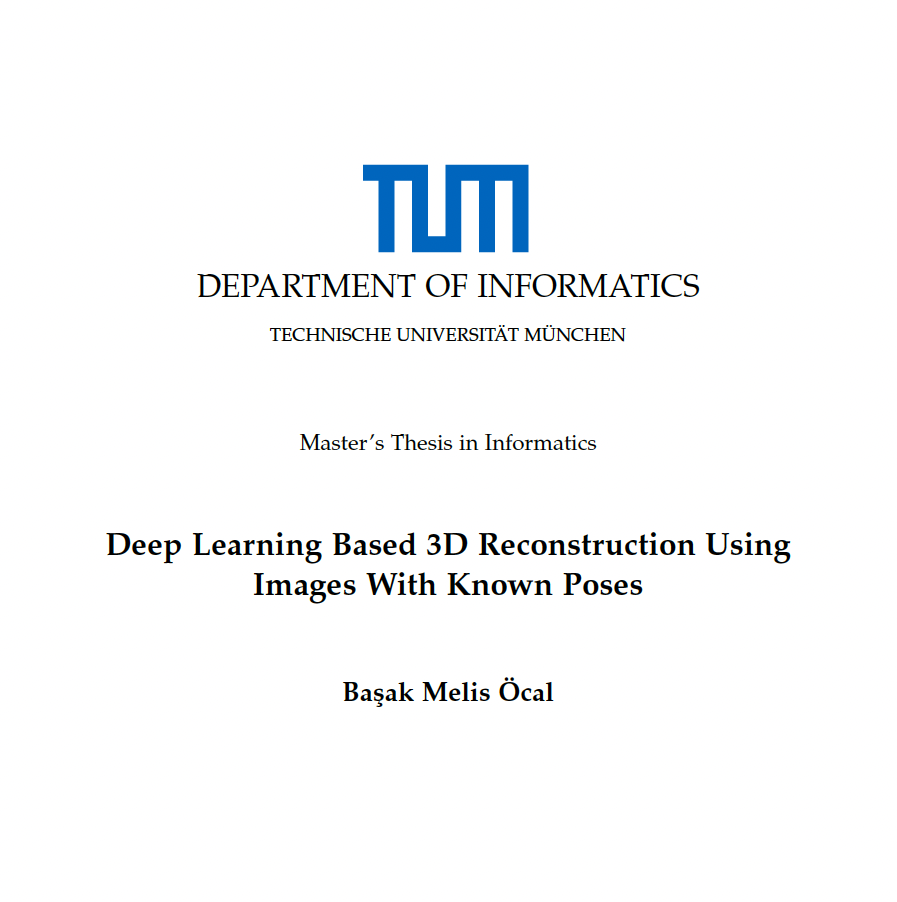 TUM
DEPARTMENT OF INFORMATICS
TECHNISCHE UNIVERSITÄT MÜNCHEN
Master’s Thesis in Informatics
Deep Learning Based 3D Reconstruction Using
Images With Known Poses
Başak Melis Öcal